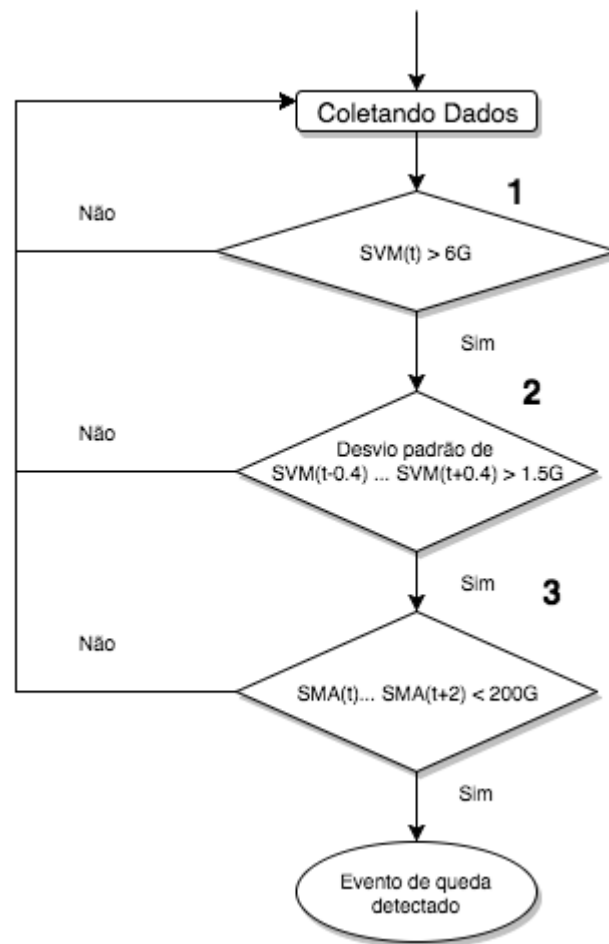 Coletando Dados
1
Não
SVM(t) > 6G
Sim
2
Não
Desvio padrão de
SVM(t-0.4) ... SVM(t+0.4) > 1.5G
Sim
3
Não
SMA(t)... SMA(t+2) < 200G
Sim
Evento de queda
detectado